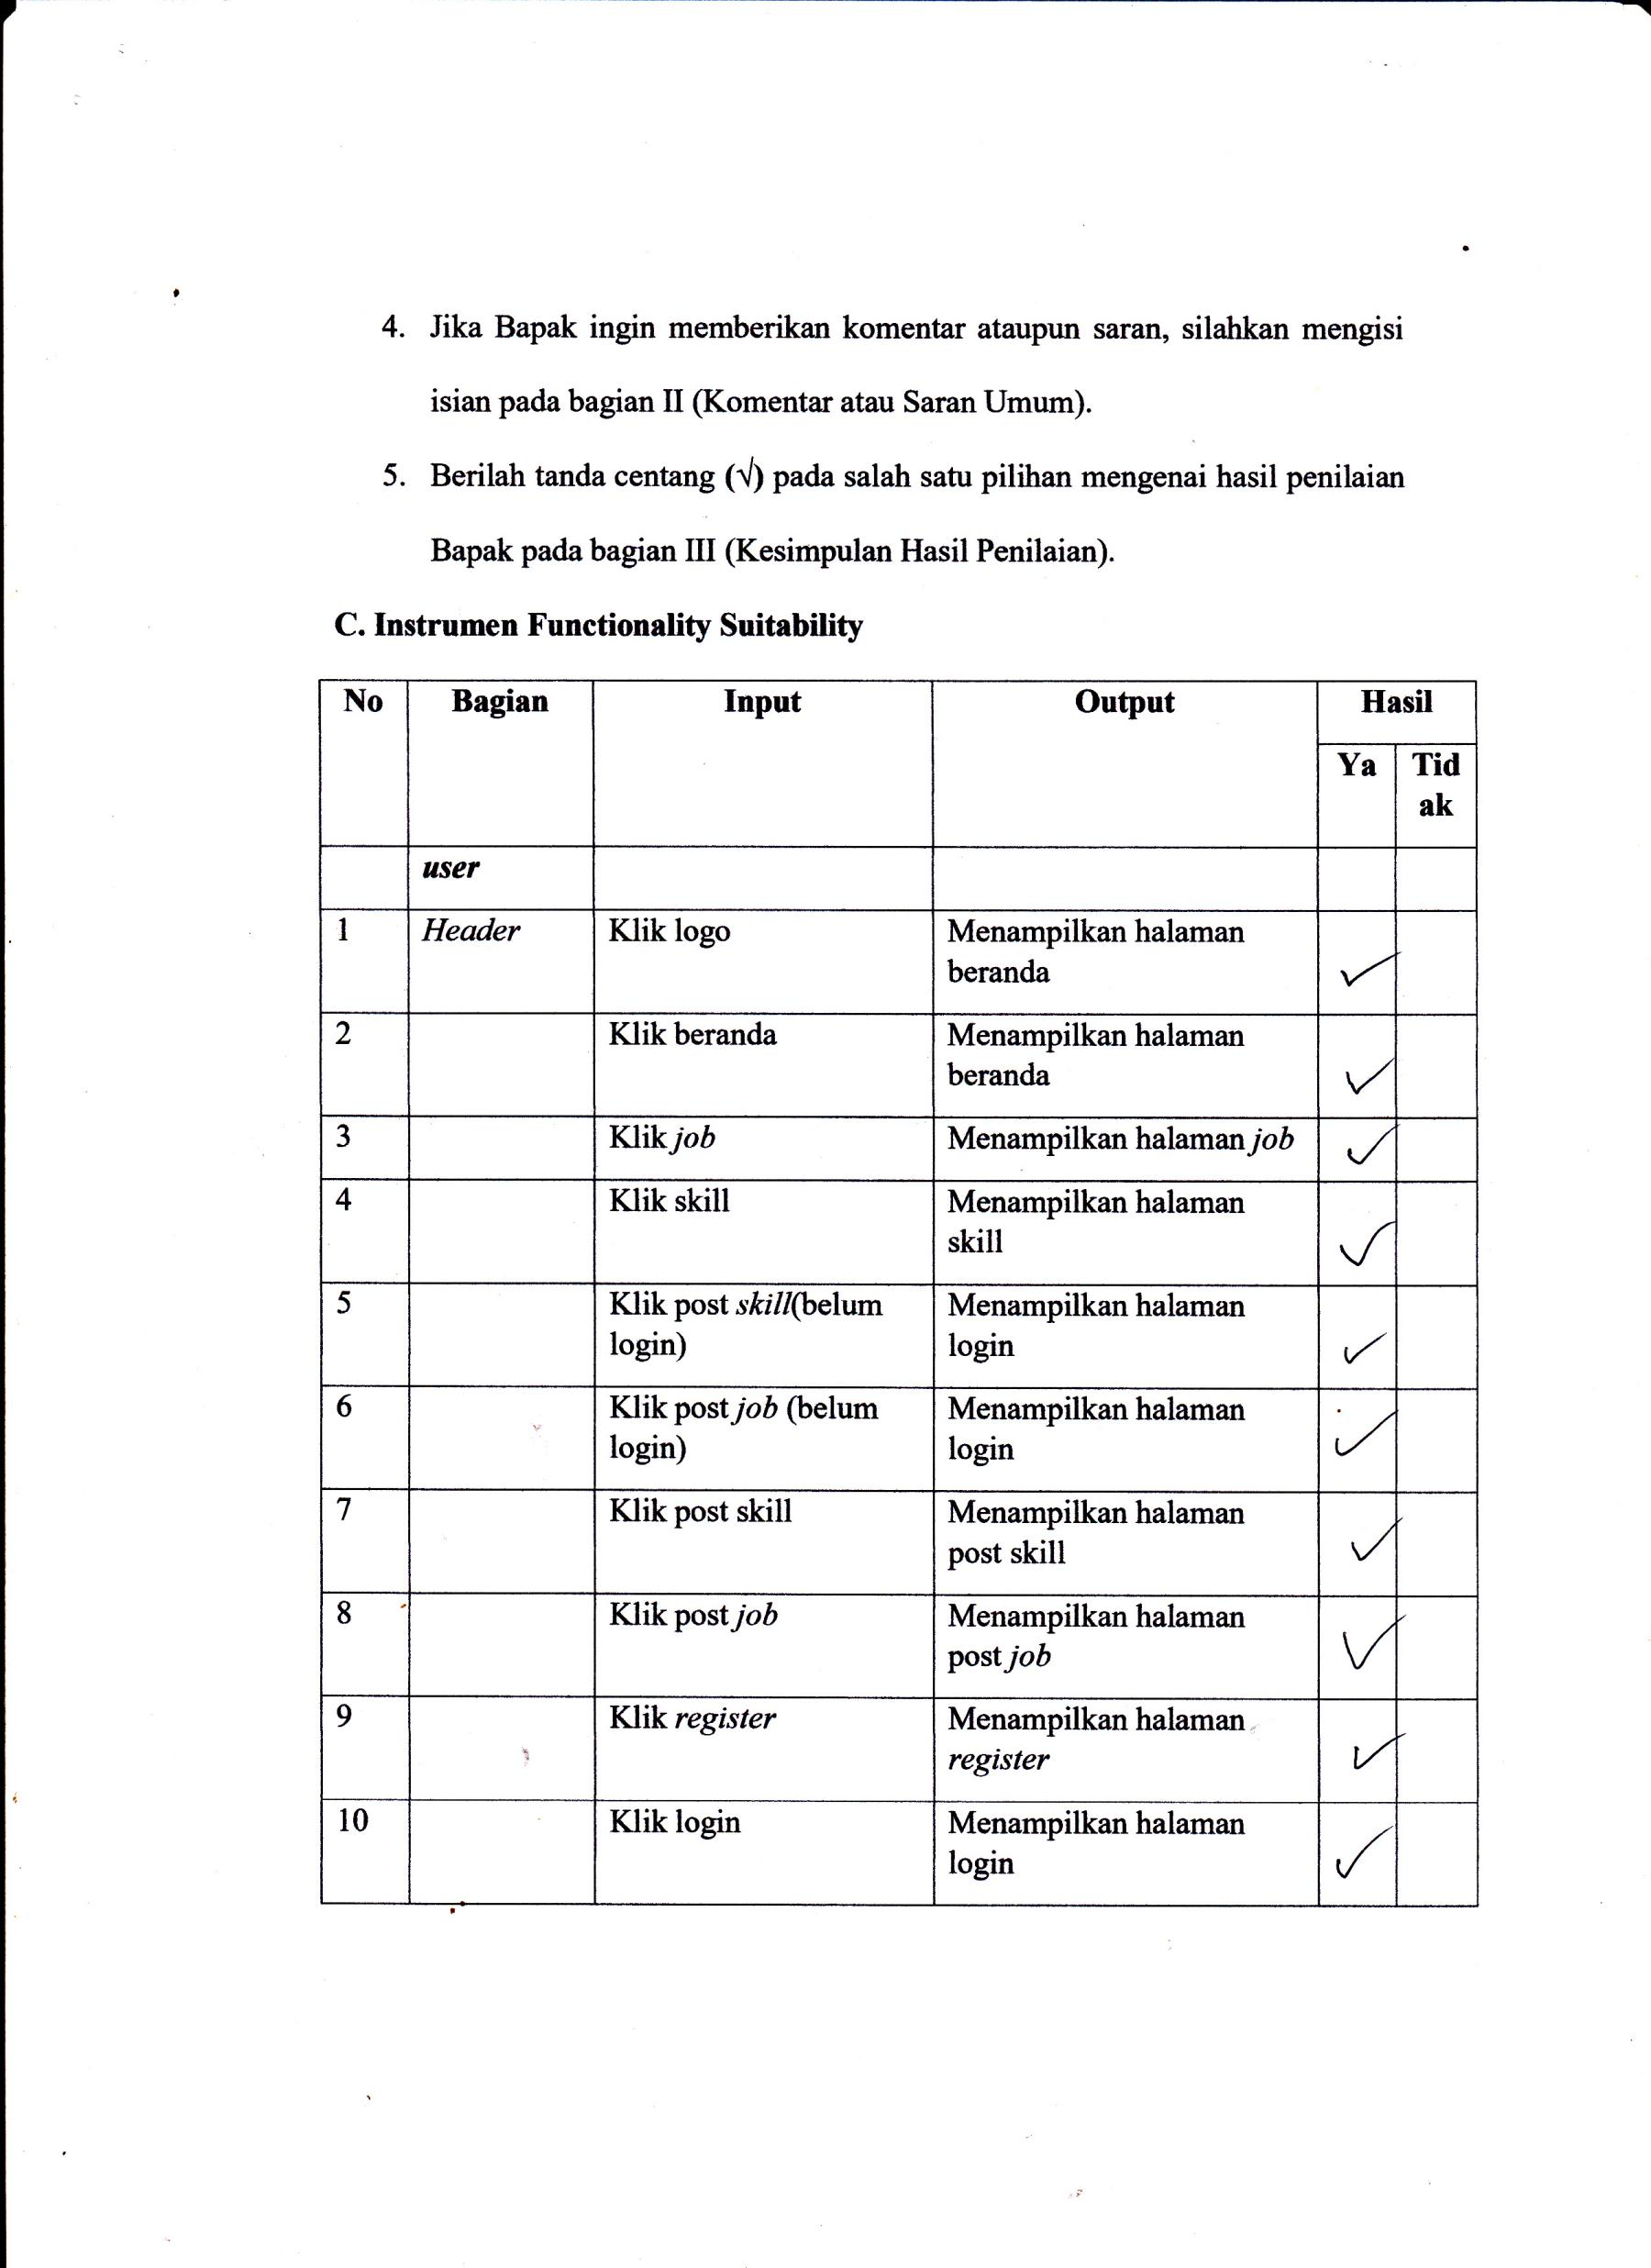 4. Jika Bapak ingin memberikan komentar ataupun saran, silahkan mengisi
isian pada bagian II (Komentar atau Saran Umum).
5. Berilah tanda centang (√) pada salah satu pilihan mengenai hasil penilaian
Bapak pada bagian III (Kesimpulan Hasil Penilaian).
C. Instrumen Functionality Suitability
No Bagian Input Output Hasil
Ya Tid
ak
user
1 Header Klik logo Menampilkan halaman
beranda ✓
2 Klik beranda Menampilkan halaman
beranda ✓
3 Klik job Menampilkan halaman job ✓
4 Klik skill Menampilkan halaman
skill ✓
5 Klik post skill(belum Menampilkan halaman
login) login ✓
6 Klik post job (belum Menampilkan halaman
login) login ✓
7 Klik post skill Menampilkan halaman
post skill ✓
8 Klik post job Menampilkan halaman
post job ✓
9 Klik register Menampilkan halaman
register ✓
10 Klik login Menampilkan halaman
login ✓